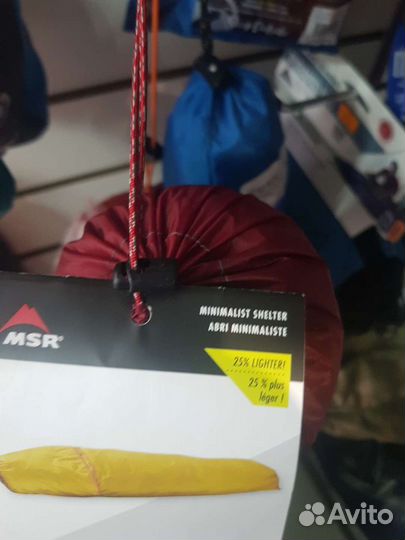 MINIMALIST SHELTER
ABRI MINIMALISTE
MSR
25% LIGHTER!
25 % plus
léger !
Avito